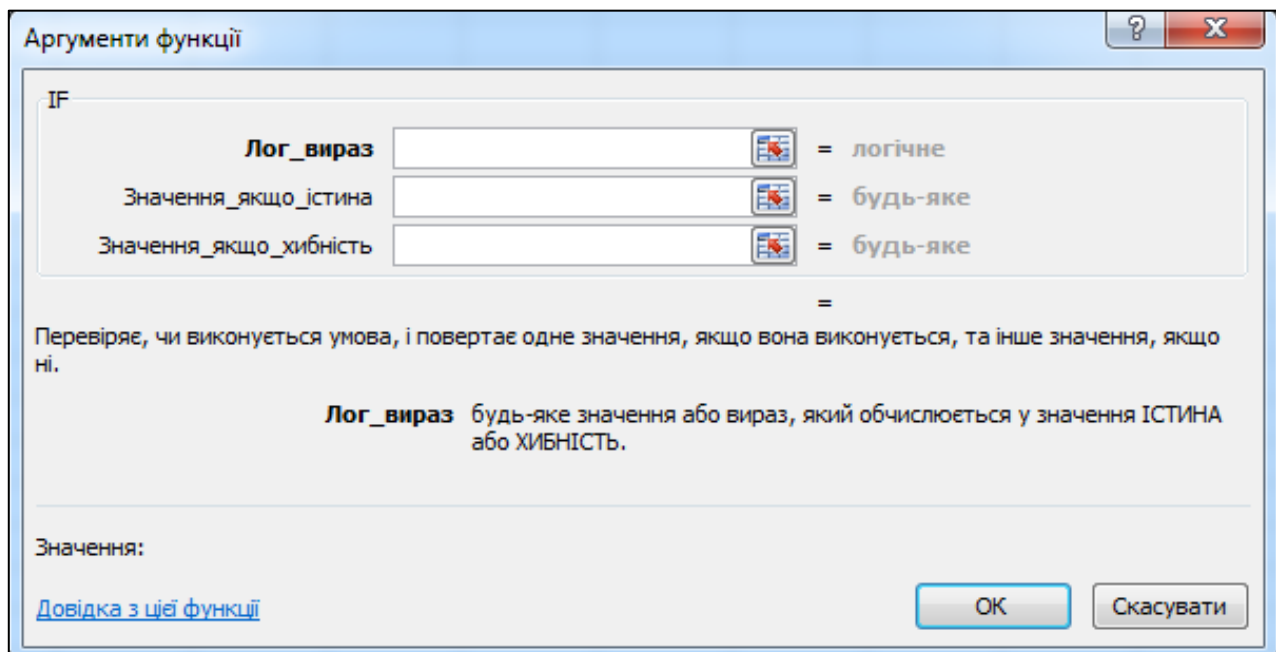 Аргументи функції
IF
Лог_вираз = логічне
Значення_якщо_істина = будь-яке
Значення_якщо_хибність = будь-яке
=
Перевіряє, чи виконується умова, і повертає одне значення, якщо вона виконується, та інше значення, якщо
ні.
Лог_вираз будь-яке значення або вираз, який обчислюється у значення ІСТИНА
або ХИБНІСТЬ.
Значення:
Довідка з цієї функції
ОК
Скасувати